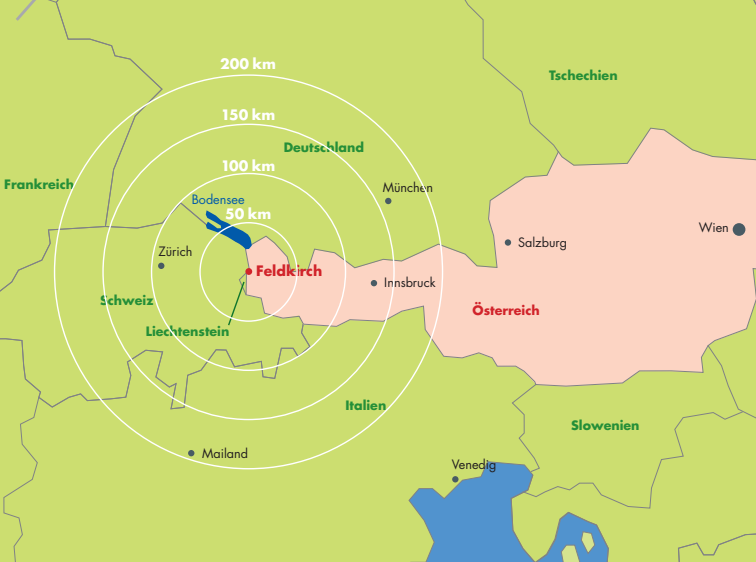 200 km
Tschechien
150 km
Deutschland
100 km
Frankreich
München
Bodensee
50 km
Wien
Salzburg
Zürich
Feldkirch
Innsbruck
Schweiz
Österreich
Liechtenstein
Italien
Slowenien
Mailand
Venedig